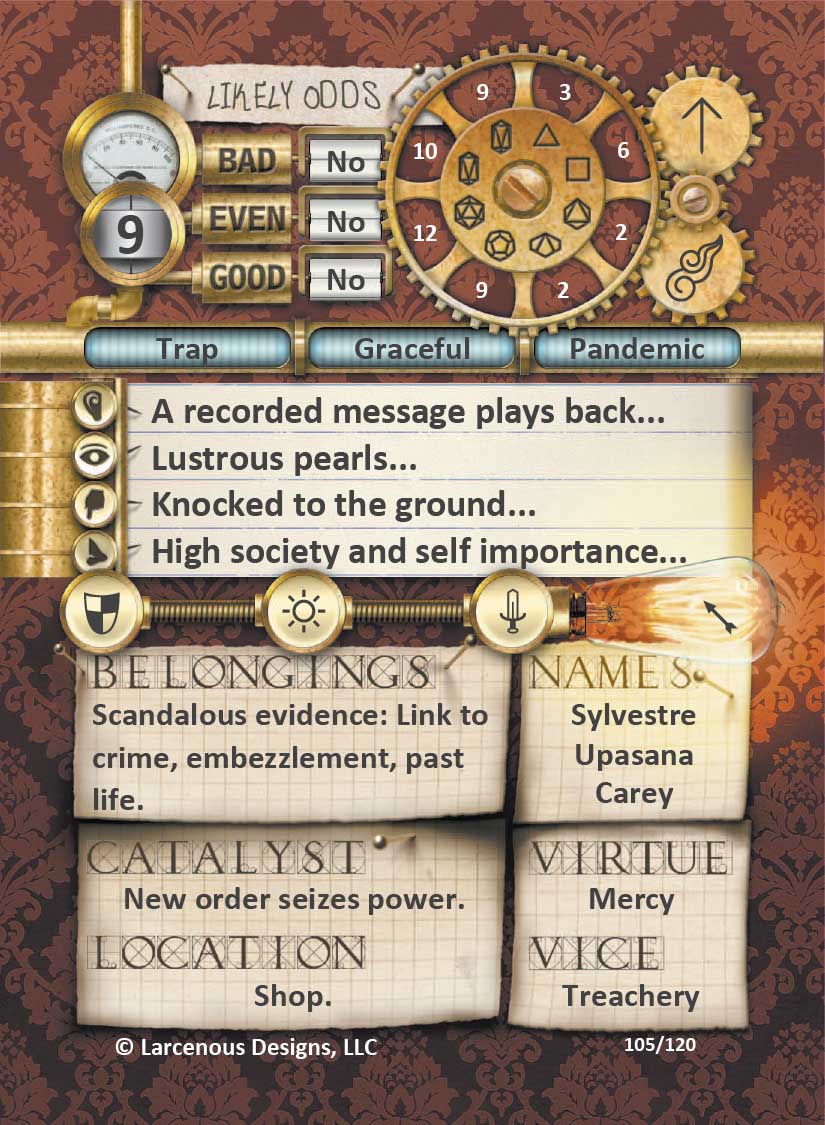 LIKELY ODDS
BAD No
EVEN No
GOOD No
9
9 3
10 6
12 2
9 2
Trap Graceful Pandemic
A recorded message plays back...
Lustrous pearls...
Knocked to the ground...
High society and self importance...
BELONGINGS
Scandalous evidence: Link to
crime, embezzlement, past
life.
NAMES
Sylvestre
Upasana
Carey
CATALYST
New order seizes power.
LOCATION
Shop.
VIRTUE
Mercy
VICE
Treachery
© Larcenous Designs, LLC
105/120